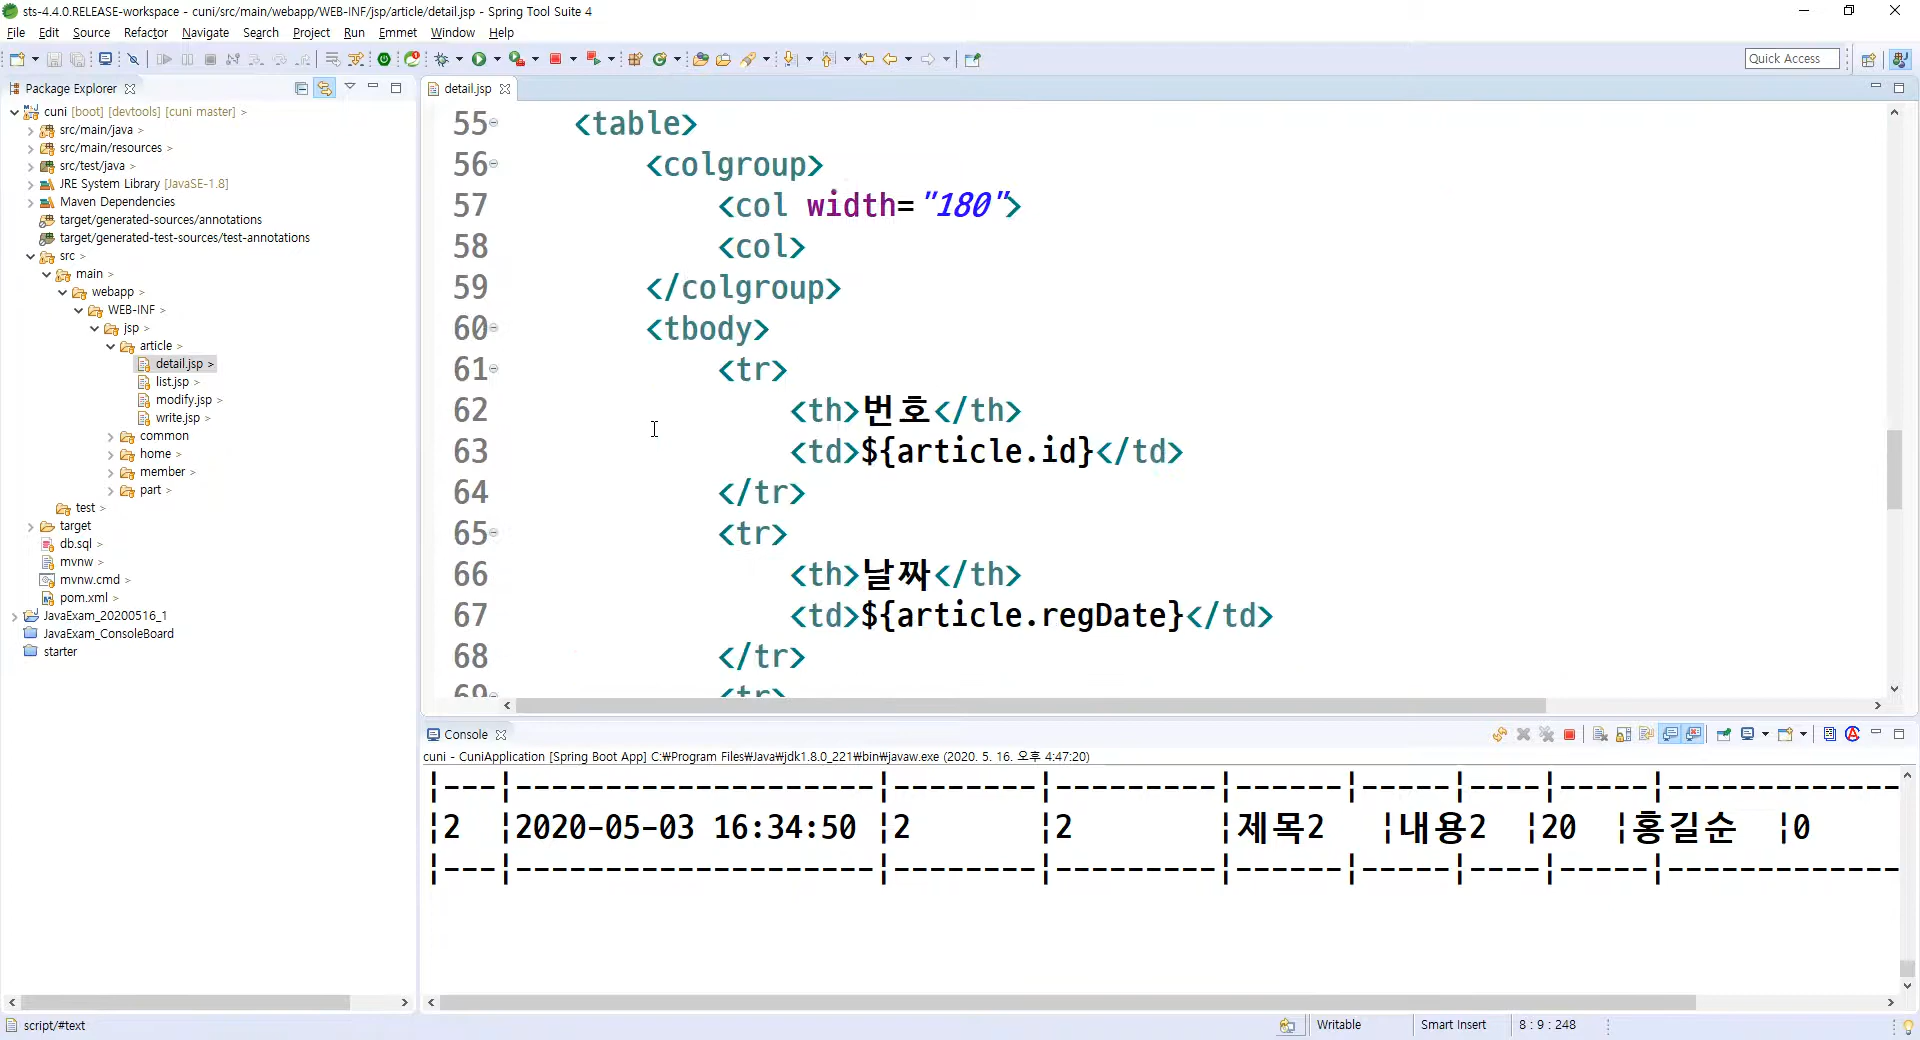 sts-4.4.0.RELEASE-workspace - cuni/src/main/webapp/WEB-INF/jsp/article/detail.jsp - Spring Tool Suite 4
File Edit Source Refactor Navigate Search Project Run Emmet Window Help
Quick Access
Package Explorer
cuni [boot] [devtools] [cuni master] >
src/main/java >
src/main/resources >
src/test/java >
JRE System Library [JavaSE-1.8]
Maven Dependencies
target/generated-sources/annotations
target/generated-test-sources/test-annotations
src >
main >
webapp >
WEB-INF >
jsp >
article >
detail.jsp >
list.jsp >
modify.jsp >
write.jsp >
common
home >
member >
part >
test >
target
db.sql >
mvnw >
mvnw.cmd >
pom.xml >
JavaExam_20200516_1
JavaExam_ConsoleBoard
starter
detail.jsp
55 <table>
56 <colgroup>
57 <col width="180">
58 <col>
59 </colgroup>
60 <tbody>
61 <tr>
62 <th>번호</th>
63 <td>${article.id}</td>
64 </tr>
65 <tr>
66 <th>날짜</th>
67 <td>${article.regDate}</td>
68 </tr>
69 <tr>
Console
cuni - CuniApplication [Spring Boot App] C:₩Program Files₩Java₩jdk1.8.0_221₩bin₩javaw.exe (2020. 5. 16. 오후 4:47:20)
|---|--------------------|--------|---------|------|-----|----|-----|-------------
|2 |2020-05-03 16:34:50 |2 |2 |제목2 |내용2 |20 |홍길순 |0
|---|--------------------|--------|---------|------|-----|----|-----|-------------
script/#text
Writable
Smart Insert
8 : 9 : 248